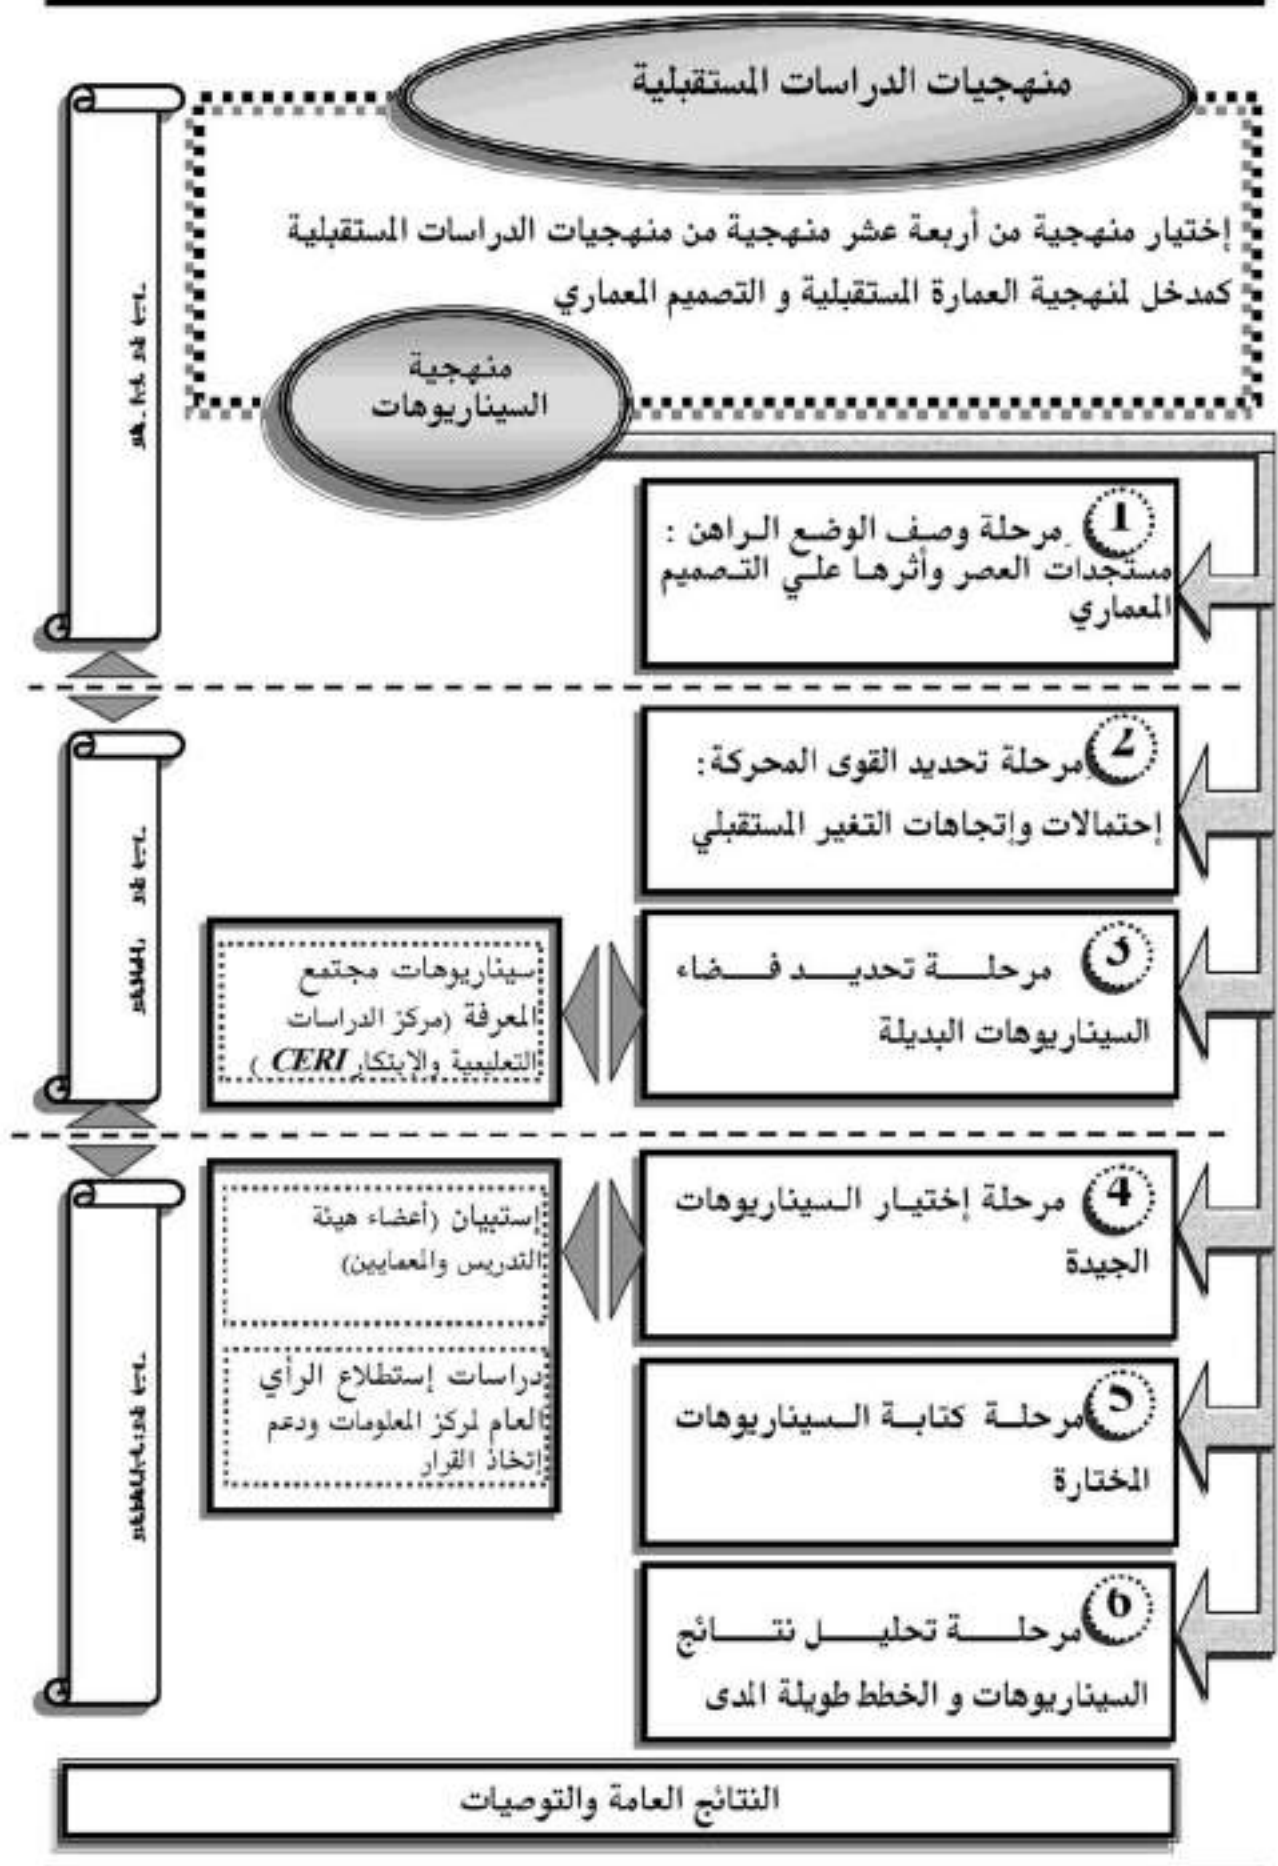 منهجيات الدراسات المستقبلية
إختيار منهجية من أربعة عشر منهجية من منهجيات الدراسات المستقبلية
كمدخل لمنهجية العمارة المستقبلية و التصميم المعماري
منهجية
السيناريوهات
1 مرحلة وصف الوضع الراهن :
مستجدات العصر وأثرها علي التصميم
المعماري
2 مرحلة تحديد القوى المحركة :
إحتمالات وإتجاهات التغير المستقبلي
3 مرحلة تحديد فضاء
السيناريوهات البديلة
سيناريوهات مجتمع
المعرفة (مركز الدراسات
التعليمية والإبتكار CERI )
4 مرحلة إختيار السيناريوهات
الجيدة
إستبيان (أعضاء هيئة
التدريس والمعمايين)
5 مرحلة كتابة السيناريوهات
المختارة
دراسات إستطلاع الرأي
العام لمركز المعلومات ودعم
إتخاذ القرار
6 مرحلة تحليل نتائج
السيناريوهات و الخطط طويلة المدى
النتائج العامة والتوصيات